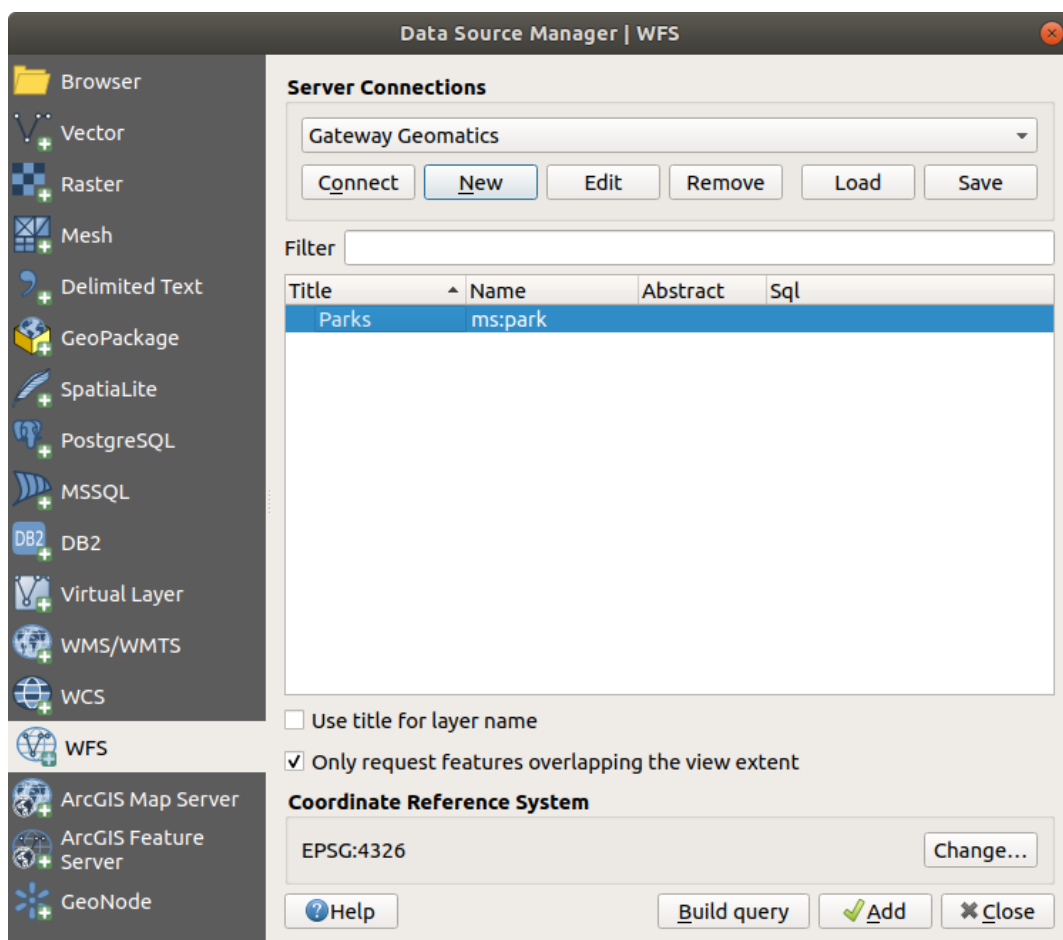 Data Source Manager | WFS
Browser
Vector
Raster
Mesh
Delimited Text
GeoPackage
SpatiaLite
PostgreSQL
MSSQL
DB2
DB2
Virtual Layer
WMS/WMTS
WCS
WFS
ArcGIS Map Server
ArcGIS Feature
Server
GeoNode
Server Connections
Gateway Geomatics
Connect New Edit Remove Load Save
Filter
Title Name Abstract Sql
Parks ms:park
Use title for layer name
Only request features overlapping the view extent
Coordinate Reference System
EPSG:4326 Change...
Help Build query Add Close